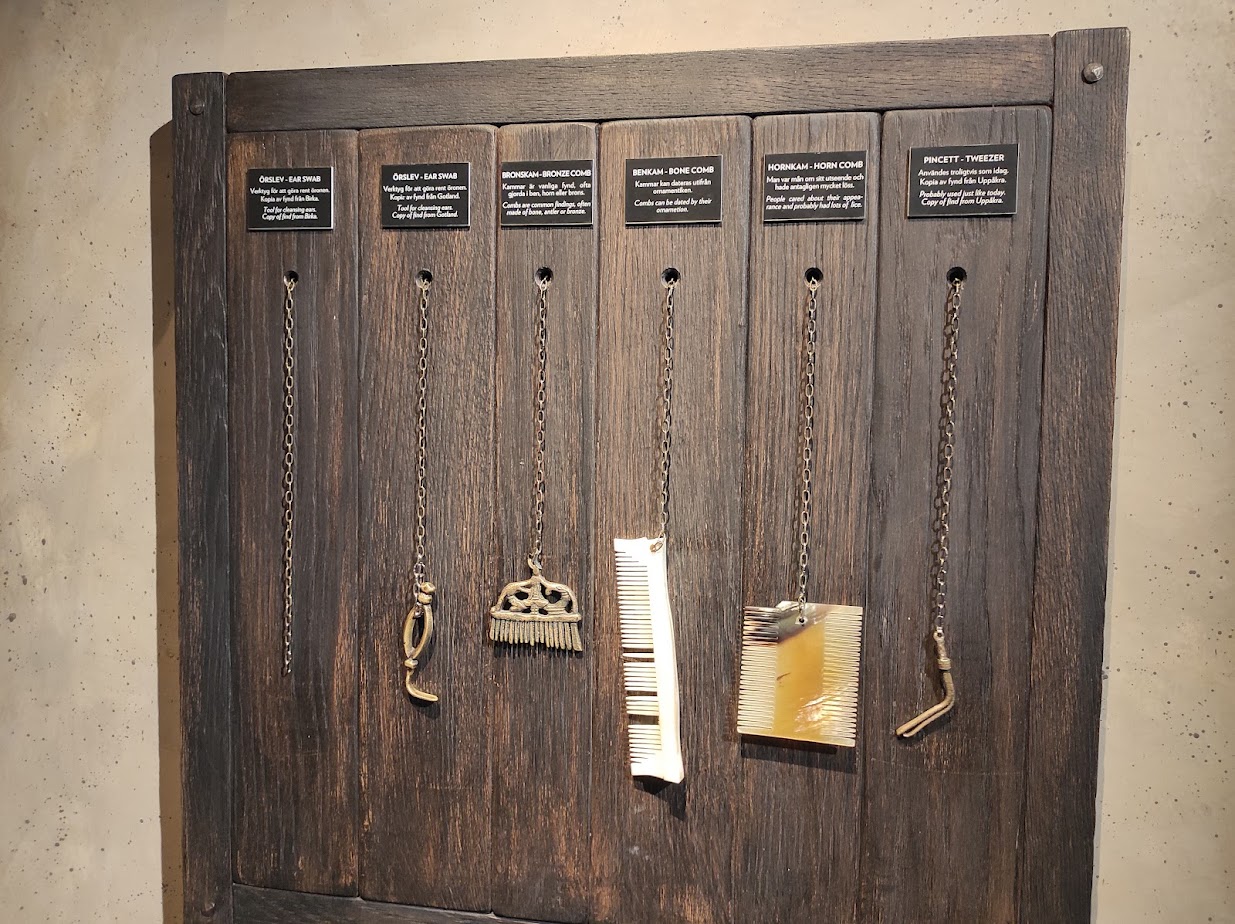 ÖRSLEV - EAR SWAB
Verktyg för att göra rent öronen.
Kopia av fynd från Birka.
Tool for cleansing ears.
Copy of find from Birka.
ÖRSLEV - EAR SWAB
Verktyg för att göra rent öronen.
Kopia av fynd från Gotland.
Tool for cleansing ears.
Copy of find from Gotland.
BRONSKAM - BRONZE COMB
Kammar är vanliga fynd, ofta
gjorda i ben, horn eller brons.
Combs are common findings, often
made of bone, antler or bronze.
BENKAM - BONE COMB
Kammar kan dateras utifrån
ornamentiken.
Combs can be dated by their
ornametion.
HORNKAM - HORN COMB
Man var mån om sitt utseende och
hade antagligen mycket löss.
People cared about their appea-
rance and probably had lots of lice.
PINCETT - TWEEZER
Användes troligtvis som idag.
Kopia av fynd från Uppåkra.
Probably used just like today.
Copy of find from Uppåkra.